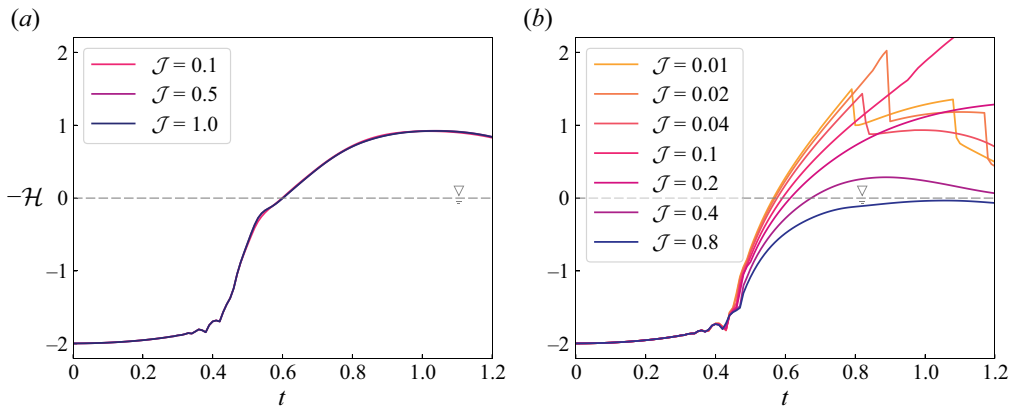 (a)
(b)
2
1
0
–1
–2
–ℋ
𝒥 = 0.1
𝒥 = 0.5
𝒥 = 1.0
0
0.2
0.4
0.6
0.8
1.0
1.2
t
2
1
0
–1
–2
𝒥 = 0.01
𝒥 = 0.02
𝒥 = 0.04
𝒥 = 0.1
𝒥 = 0.2
𝒥 = 0.4
𝒥 = 0.8
0
0.2
0.4
0.6
0.8
1.0
1.2
t